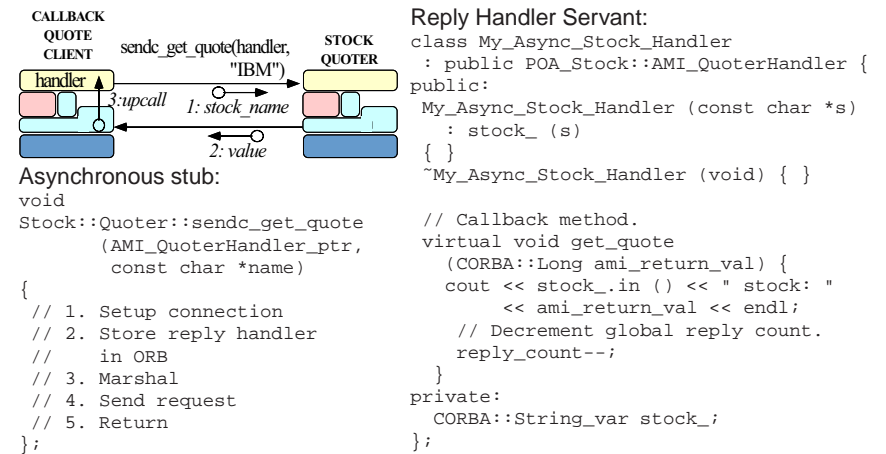 CALLBACK
QUOTE
CLIENT
sendc_get_quote(handler,
"IBM")
STOCK
QUOTER
handler
3:upcall
1: stock_name
2: value
Asynchronous stub:
void
Stock::Quoter::sendc_get_quote
(AMI_QuoterHandler_ptr,
const char *name)
{
// 1. Setup connection
// 2. Store reply handler
//    in ORB
// 3. Marshal
// 4. Send request
// 5. Return
};
Reply Handler Servant:
class My_Async_Stock_Handler
: public POA_Stock::AMI_QuoterHandler {
public:
My_Async_Stock_Handler (const char *s)
: stock_ (s)
{ }
~My_Async_Stock_Handler (void) { }
// Callback method.
virtual void get_quote
(CORBA::Long ami_return_val) {
cout << stock_.in () << " stock: "
<< ami_return_val << endl;
// Decrement global reply count.
reply_count--;
}
private:
CORBA::String_var stock_;
};